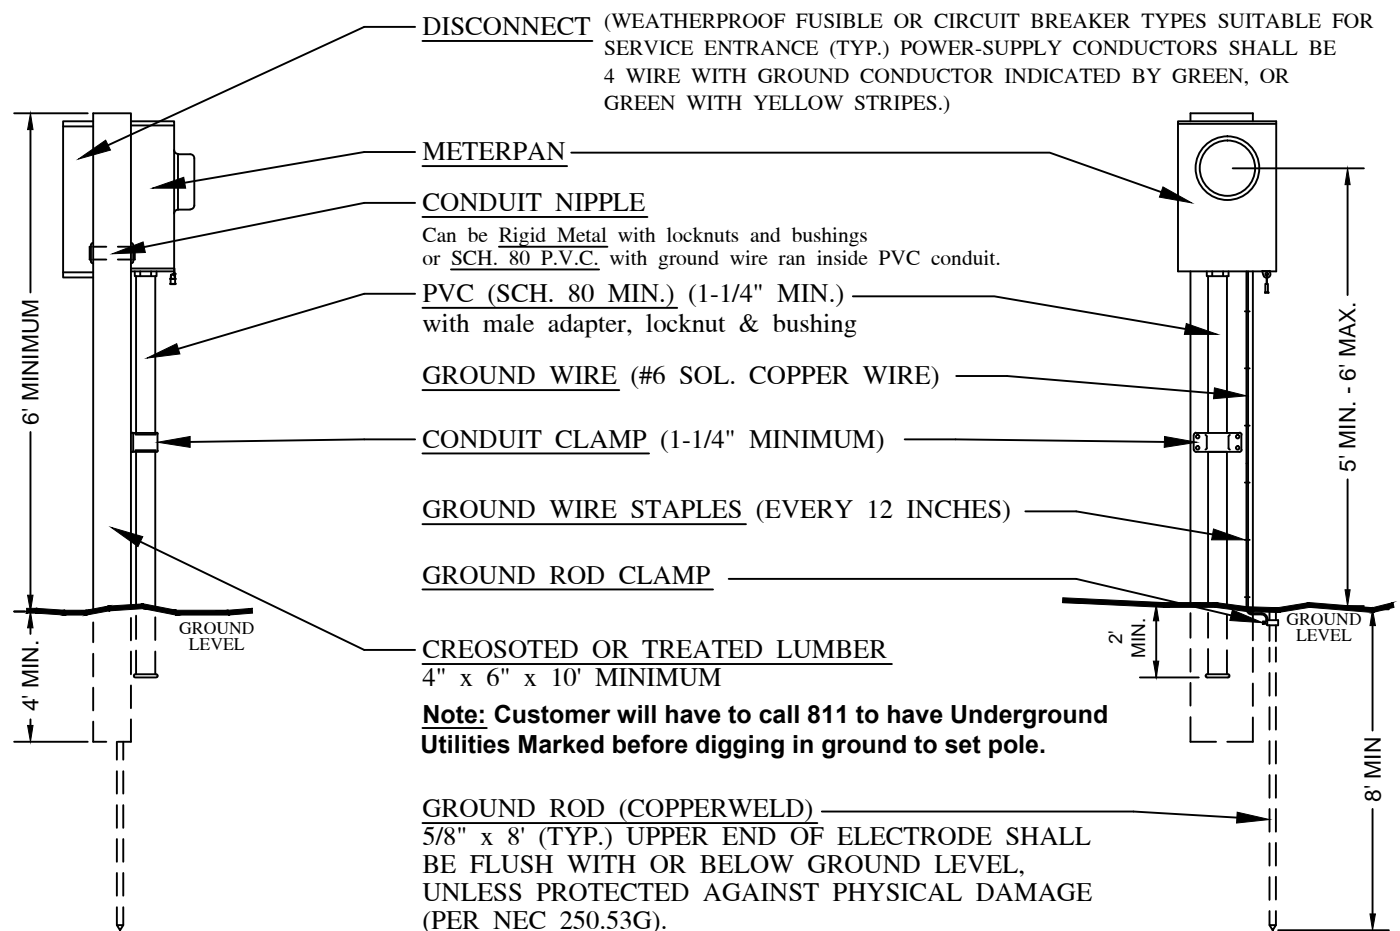 DISCONNECT (WEATHERPROOF FUSIBLE OR CIRCUIT BREAKER TYPES SUITABLE FOR
SERVICE ENTRANCE (TYP.) POWER-SUPPLY CONDUCTORS SHALL BE
4 WIRE WITH GROUND CONDUCTOR INDICATED BY GREEN, OR
GREEN WITH YELLOW STRIPES.)
METERPAN
CONDUIT NIPPLE
Can be Rigid Metal with locknuts and bushings
or SCH. 80 P.V.C. with ground wire ran inside PVC conduit.
PVC (SCH. 80 MIN.) (1-1/4" MIN.)
with male adapter, locknut & bushing
GROUND WIRE (#6 SOL. COPPER WIRE)
CONDUIT CLAMP (1-1/4" MINIMUM)
GROUND WIRE STAPLES (EVERY 12 INCHES)
GROUND ROD CLAMP
CREOSOTED OR TREATED LUMBER
4" x 6" x 10' MINIMUM
Note: Customer will have to call 811 to have Underground
Utilities Marked before digging in ground to set pole.
GROUND ROD (COPPERWELD)
5/8" x 8' (TYP.) UPPER END OF ELECTRODE SHALL
BE FLUSH WITH OR BELOW GROUND LEVEL,
UNLESS PROTECTED AGAINST PHYSICAL DAMAGE
(PER NEC 250.53G).
6' MINIMUM
4' MIN.
GROUND
LEVEL
5' MIN. - 6' MAX.
2'
MIN.
GROUND
LEVEL
8' MIN